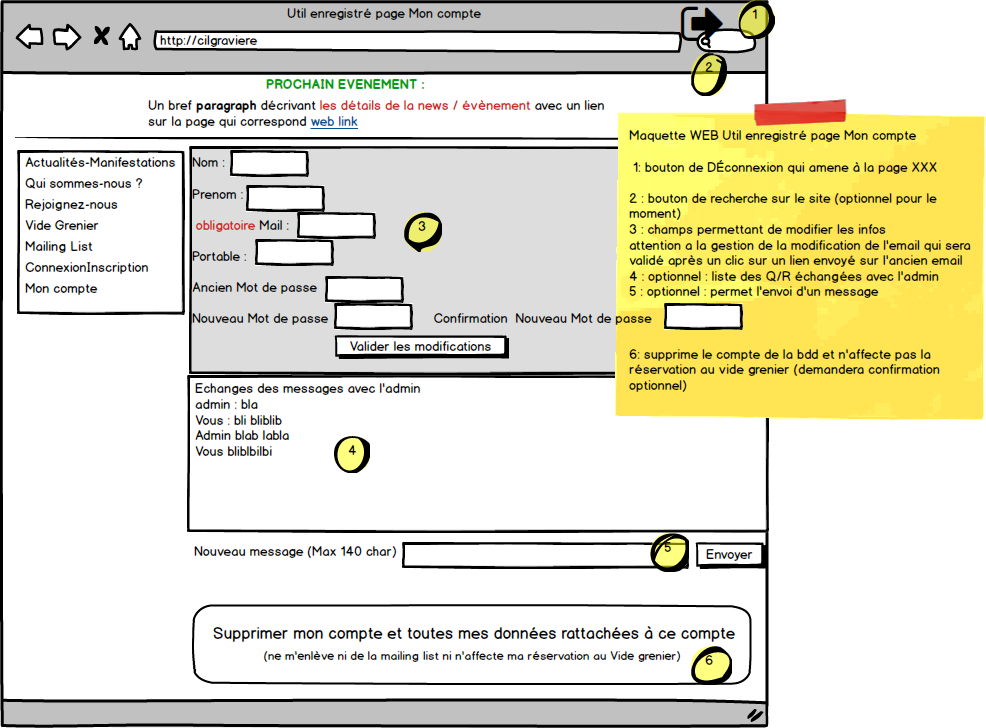 Util enregistré page Mon compte
1
http://cilgraviere
2
PROCHAIN EVENEMENT :
Un bref paragraph décrivant les détails de la news / évènement avec un lien
sur la page qui correspond web link
Actualités-Manifestations
Qui sommes-nous ?
Rejoignez-nous
Vide Grenier
Mailing List
ConnexionInscription
Mon compte
Nom :
Prenom :
obligatoire Mail :
3
Portable :
Ancien Mot de passe
Nouveau Mot de passe
Confirmation Nouveau Mot de passe
Valider les modifications
Maquette WEB Util enregistré page Mon compte
1: bouton de DÉconnexion qui amene à la page XXX
2 : bouton de recherche sur le site (optionnel pour le
moment)
3 : champs permettant de modifier les infos
attention a la gestion de la modification de l'email qui sera
validé après un clic sur un lien envoyé sur l'ancien email
4 : optionnel : liste des Q/R échangées avec l'admin
5 : optionnel : permet l'envoi d'un message
6: supprime le compte de la bdd et n'affecte pas la
réservation au vide grenier (demandera confirmation
optionnel)
Echanges des messages avec l'admin
admin : bla
Vous : bli bliblib
Admin blab labla
Vous bliblbilbi
4
Nouveau message (Max 140 char)
5
Envoyer
Supprimer mon compte et toutes mes données rattachées à ce compte
(ne m'enlève ni de la mailing list ni n'affecte ma réservation au Vide grenier)
6